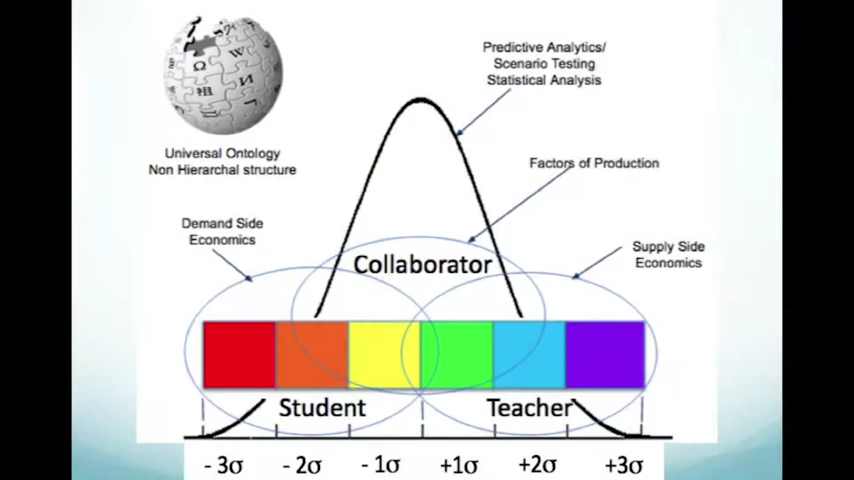 Predictive Analytics/
Scenario Testing
Statistical Analysis
Ω
W
И
祖
Universal Ontology
Non Hierarchal structure
Factors of Production
Demand Side
Economics
Supply Side
Economics
Collaborator
Student
Teacher
- 3σ
- 2σ
- 1σ
+1σ
+2σ
+3σ